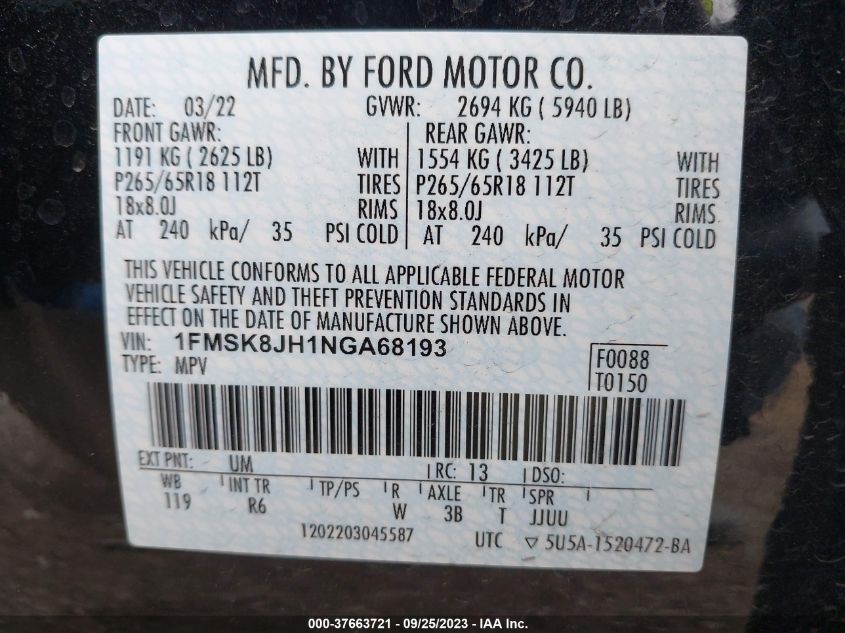 MFD. BY FORD MOTOR CO.
DATE: 03/22 GVWR: 2694 KG ( 5940 LB)
FRONT GAWR: REAR GAWR:
1191 KG ( 2625 LB) WITH 1554 KG ( 3425 LB) WITH
P265/65R18 112T TIRES P265/65R18 112T TIRES
18x8.0J RIMS 18x8.0J RIMS
AT 240 kPa/ 35 PSI COLD AT 240 kPa/ 35 PSI COLD
THIS VEHICLE CONFORMS TO ALL APPLICABLE FEDERAL MOTOR
VEHICLE SAFETY AND THEFT PREVENTION STANDARDS IN
EFFECT ON THE DATE OF MANUFACTURE SHOWN ABOVE.
VIN: 1FMSK8JH1NGA68193
TYPE: MPV
F0088
T0150
EXT PNT: UM RC: 13 DSO:
WB INT TR TP/PS R AXLE TR SPR
119 R6 W 3B T JJUU
1202203045587 UTC ▽ 5U5A-1520472-BA
000-37663721 - 09/25/2023 - IAA Inc.